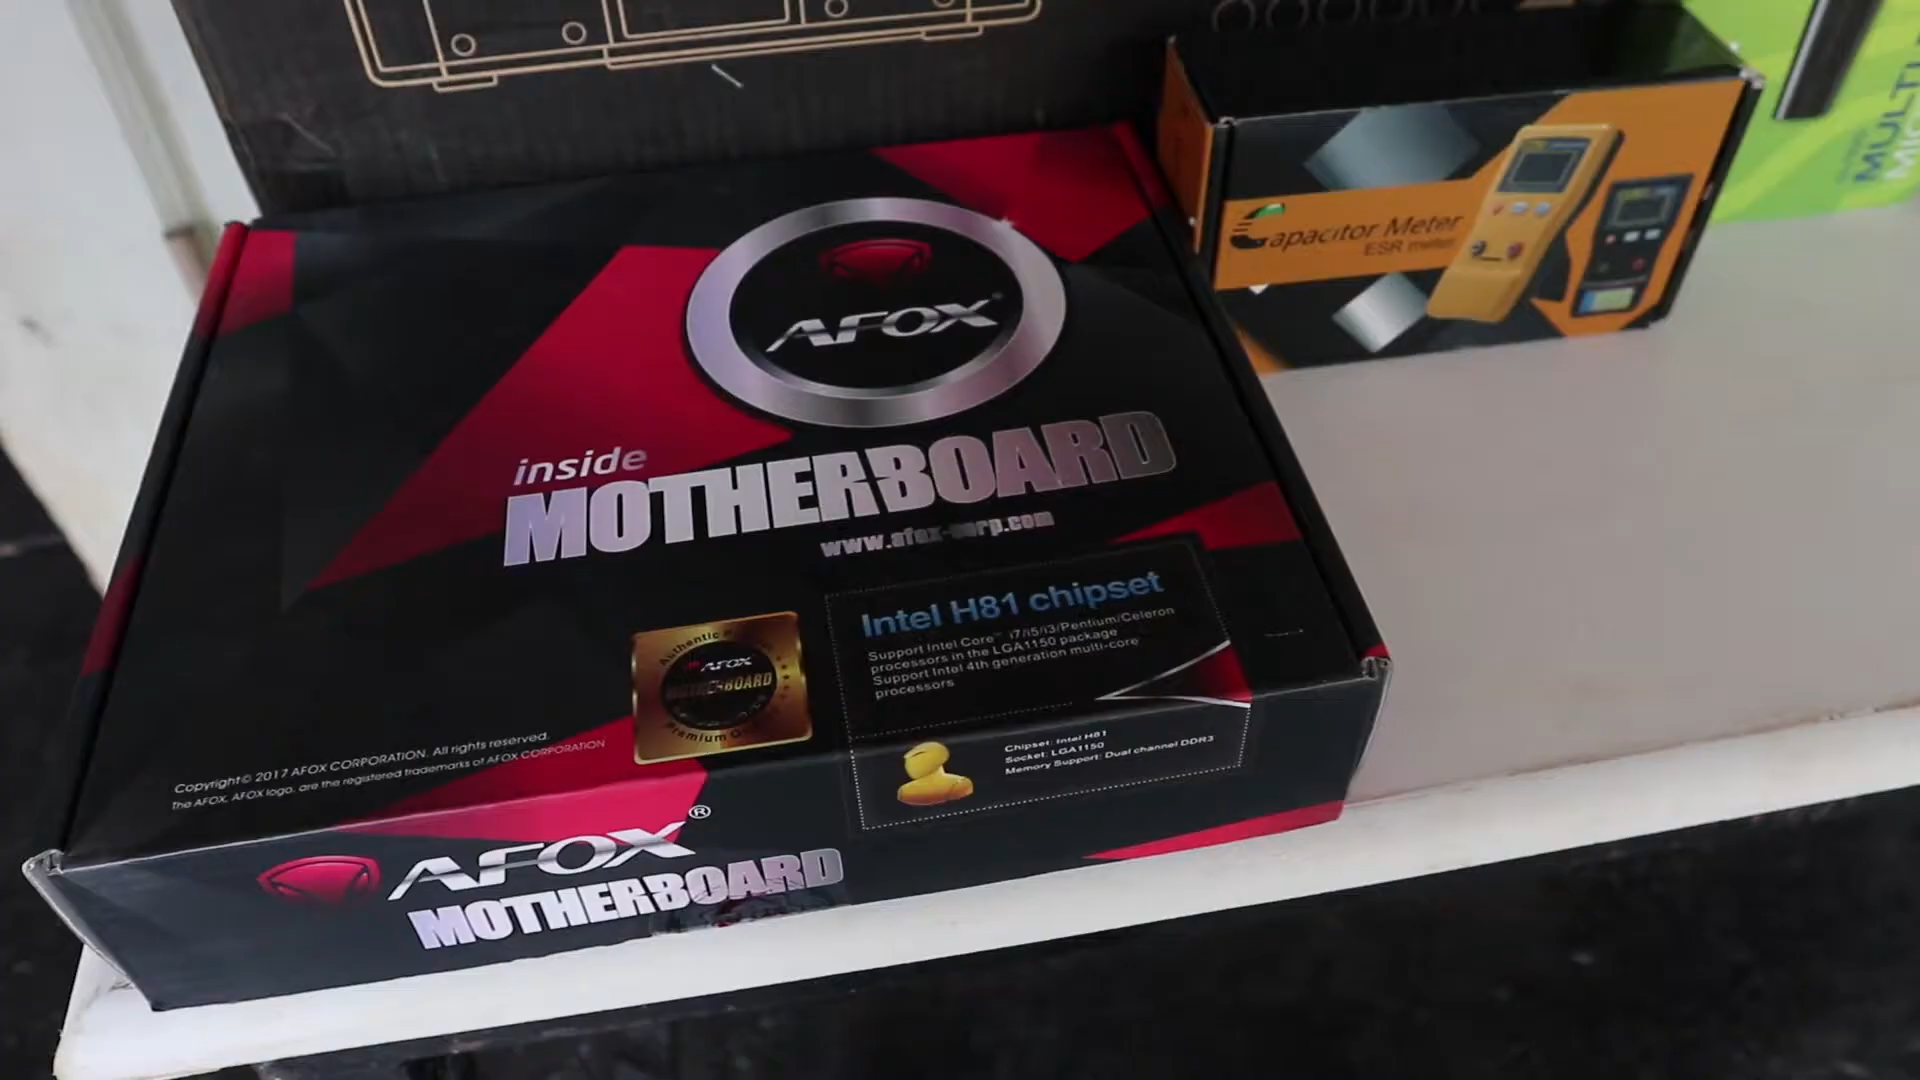 AFOX
inside
MOTHERBOARD
www.afox-corp.com
Intel H81 chipset
Support Intel Core™ i7/i5/i3/Pentium/Celeron
processors in the LGA1150 package
Support Intel 4th generation multi-core
processors
Authentic
AFOX
MOTHERBOARD
Premium
Chipset: Intel H81
Socket: LGA1150
Memory Support: Dual channel DDR3
Copyright© 2017 AFOX CORPORATION. All rights reserved.
The AFOX, AFOX logo, are the registered trademarks of AFOX CORPORATION
AFOX®
MOTHERBOARD
Capacitor Meter
ESR meter